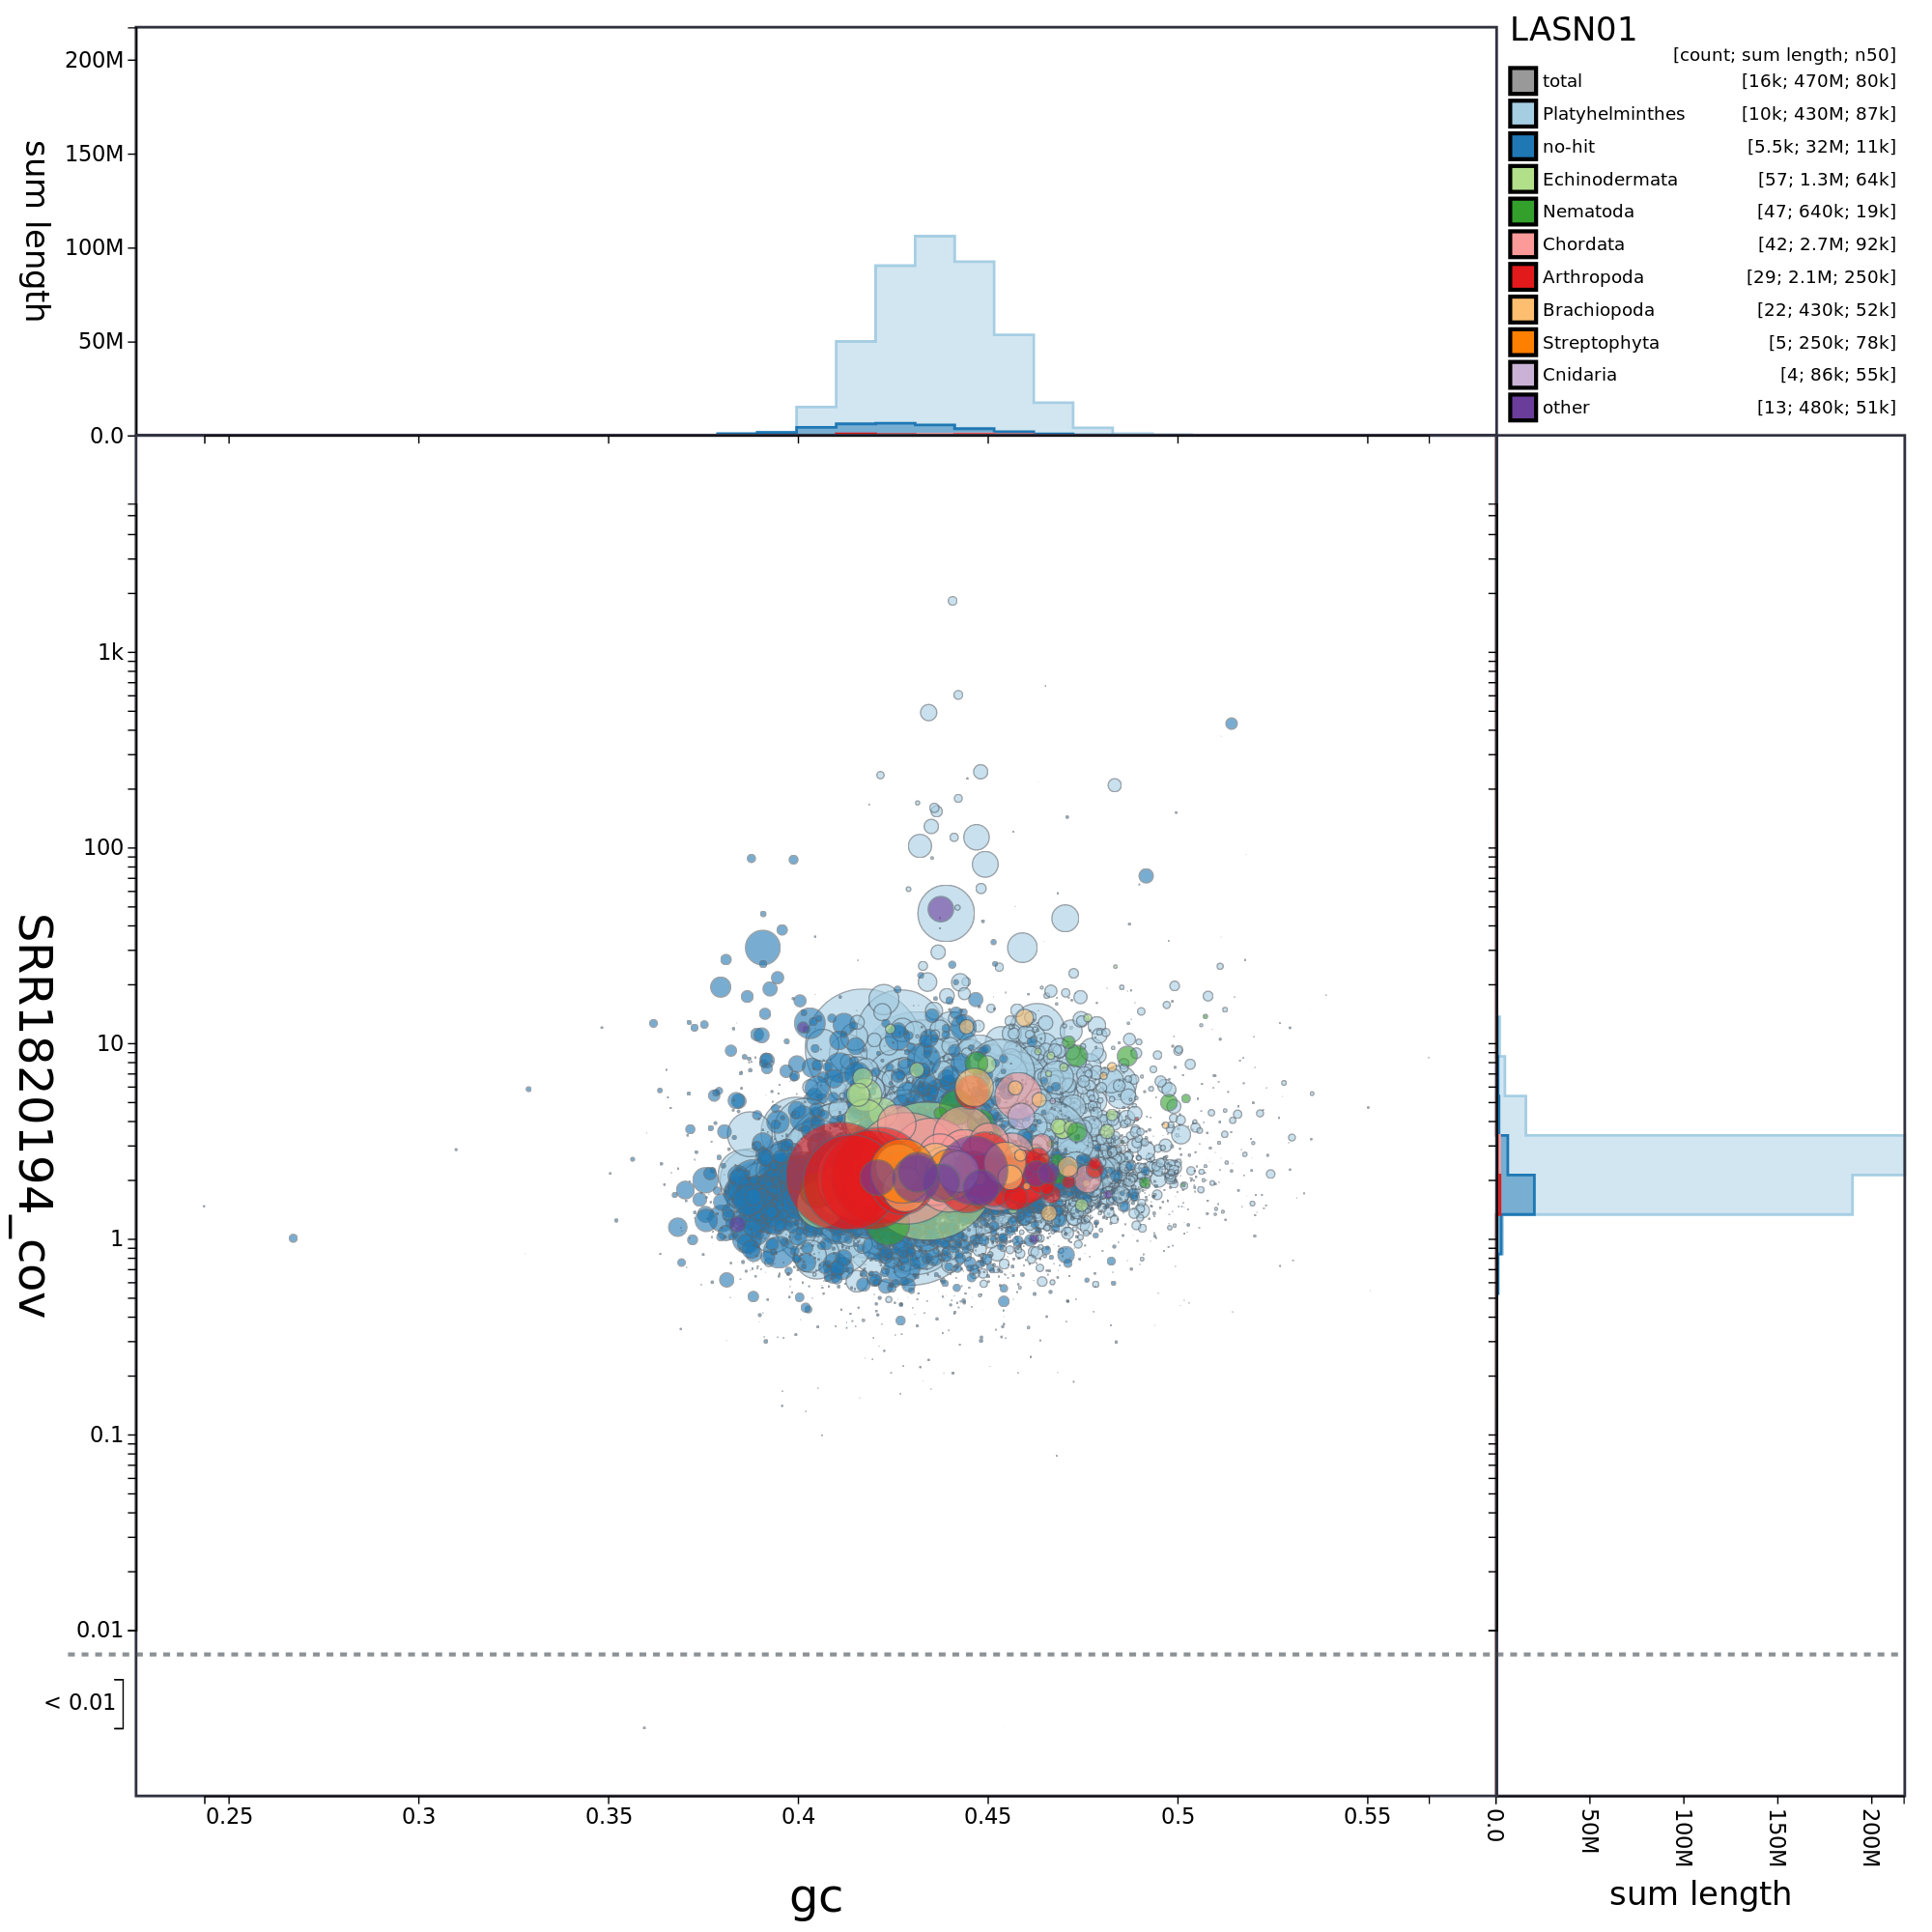 LASN01
[count; sum length; n50]
total [16k; 470M; 80k]
Platyhelminthes [10k; 430M; 87k]
no-hit [5.5k; 32M; 11k]
Echinodermata [57; 1.3M; 64k]
Nematoda [47; 640k; 19k]
Chordata [42; 2.7M; 92k]
Arthropoda [29; 2.1M; 250k]
Brachiopoda [22; 430k; 52k]
Streptophyta [5; 250k; 78k]
Cnidaria [4; 86k; 55k]
other [13; 480k; 51k]
sum length
200M
150M
100M
50M
0.0
SRR1820194_cov
1k
100
10
1
0.1
0.01
< 0.01
0.25
0.3
0.35
0.4
0.45
0.5
0.55
gc
0.0
50M
100M
150M
200M
sum length